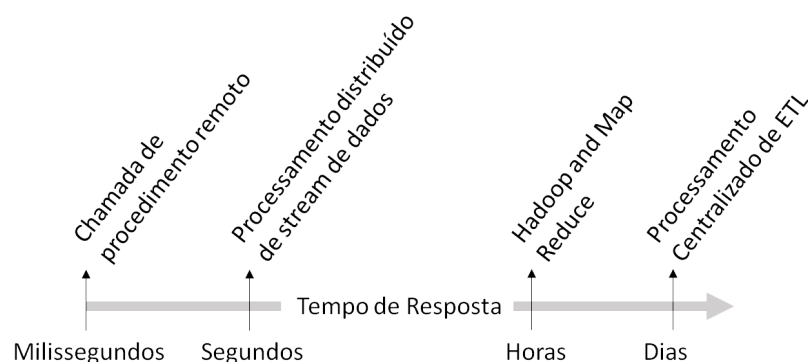 Chamada de
procedimento remoto
Processamento distribuído
de stream de dados
Hadoop and Map
Reduce
Processamento
Centralizado de ETL
Tempo de Resposta
Milissegundos
Segundos
Horas
Dias